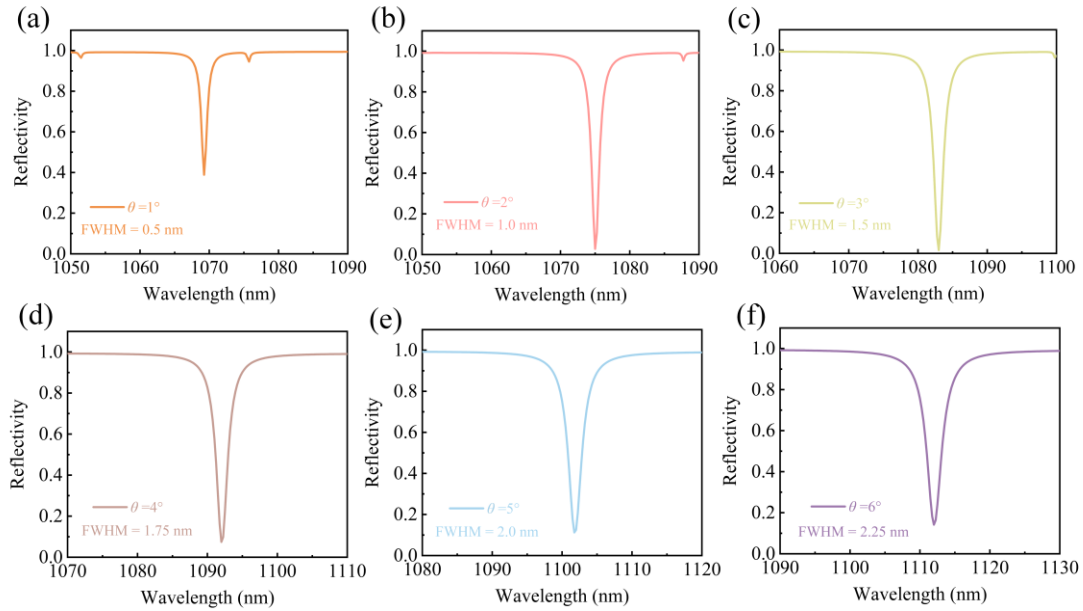 (a)
1.0
0.8
0.6
0.4
0.2
0.0
Reflectivity
θ =1°
FWHM = 0.5 nm
1050 1060 1070 1080 1090
Wavelength (nm)
(b)
1.0
0.8
0.6
0.4
0.2
0.0
Reflectivity
θ =2°
FWHM = 1.0 nm
1050 1060 1070 1080 1090
Wavelength (nm)
(c)
1.0
0.8
0.6
0.4
0.2
0.0
Reflectivity
θ =3°
FWHM = 1.5 nm
1060 1070 1080 1090 1100
Wavelength (nm)
(d)
1.0
0.8
0.6
0.4
0.2
0.0
Reflectivity
θ =4°
FWHM = 1.75 nm
1070 1080 1090 1100 1110
Wavelength (nm)
(e)
1.0
0.8
0.6
0.4
0.2
0.0
Reflectivity
θ =5°
FWHM = 2.0 nm
1080 1090 1100 1110 1120
Wavelength (nm)
(f)
1.0
0.8
0.6
0.4
0.2
0.0
Reflectivity
θ =6°
FWHM = 2.25 nm
1090 1100 1110 1120 1130
Wavelength (nm)